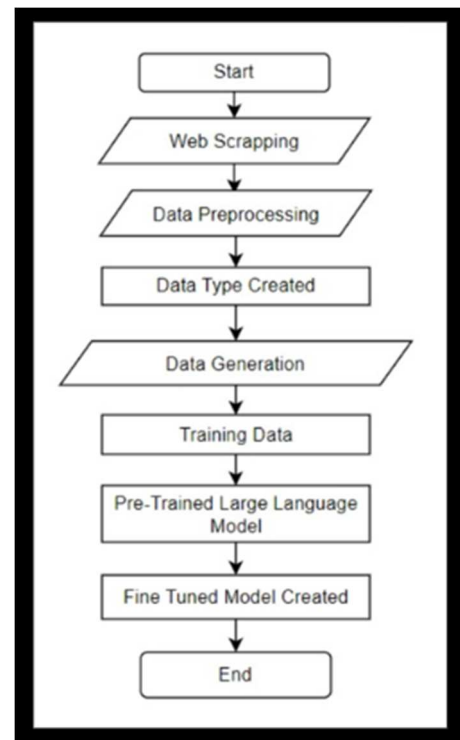 Start
Web Scrapping
Data Preprocessing
Data Type Created
Data Generation
Training Data
Pre-Trained Large Language
Model
Fine Tuned Model Created
End